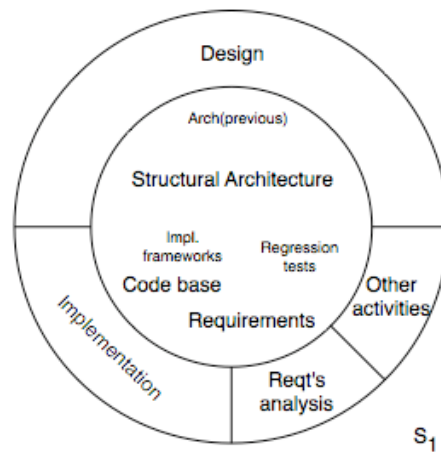 Design
Arch(previous)
Structural Architecture
Impl.
frameworks
Regression
tests
Code base
Other
activities
Requirements
Implementation
Reqt's
analysis
S1